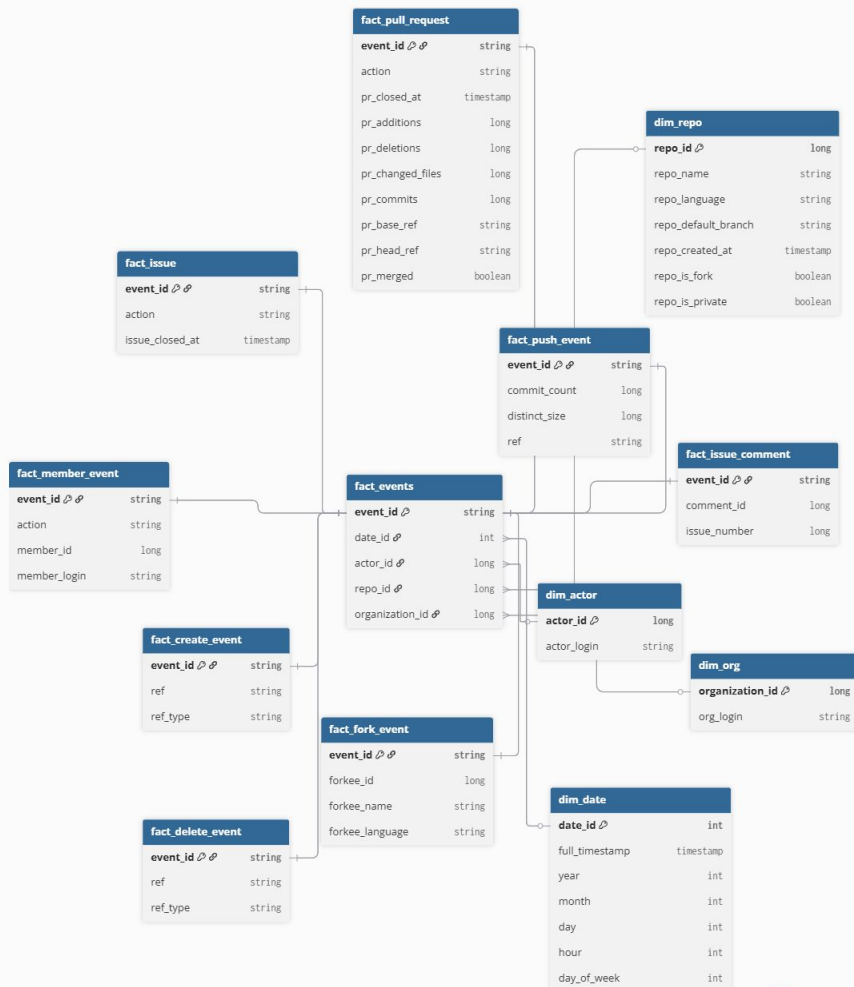 fact_pull_request
event_id string
action string
pr_closed_at timestamp
pr_additions long
pr_deletions long
pr_changed_files long
pr_commits long
pr_base_ref string
pr_head_ref string
pr_merged boolean
dim_repo
repo_id long
repo_name string
repo_language string
repo_default_branch string
repo_created_at timestamp
repo_is_fork boolean
repo_is_private boolean
fact_issue
event_id string
action string
issue_closed_at timestamp
fact_push_event
event_id string
commit_count long
distinct_size long
ref string
fact_issue_comment
event_id string
comment_id long
issue_number long
fact_member_event
event_id string
action string
member_id long
member_login string
fact_events
event_id string
date_id int
actor_id long
repo_id long
organization_id long
dim_actor
actor_id long
actor_login string
fact_create_event
event_id string
ref string
ref_type string
dim_org
organization_id long
org_login string
fact_fork_event
event_id string
forkee_id long
forkee_name string
forkee_language string
fact_delete_event
event_id string
ref string
ref_type string
dim_date
date_id int
full_timestamp timestamp
year int
month int
day int
hour int
day_of_week int